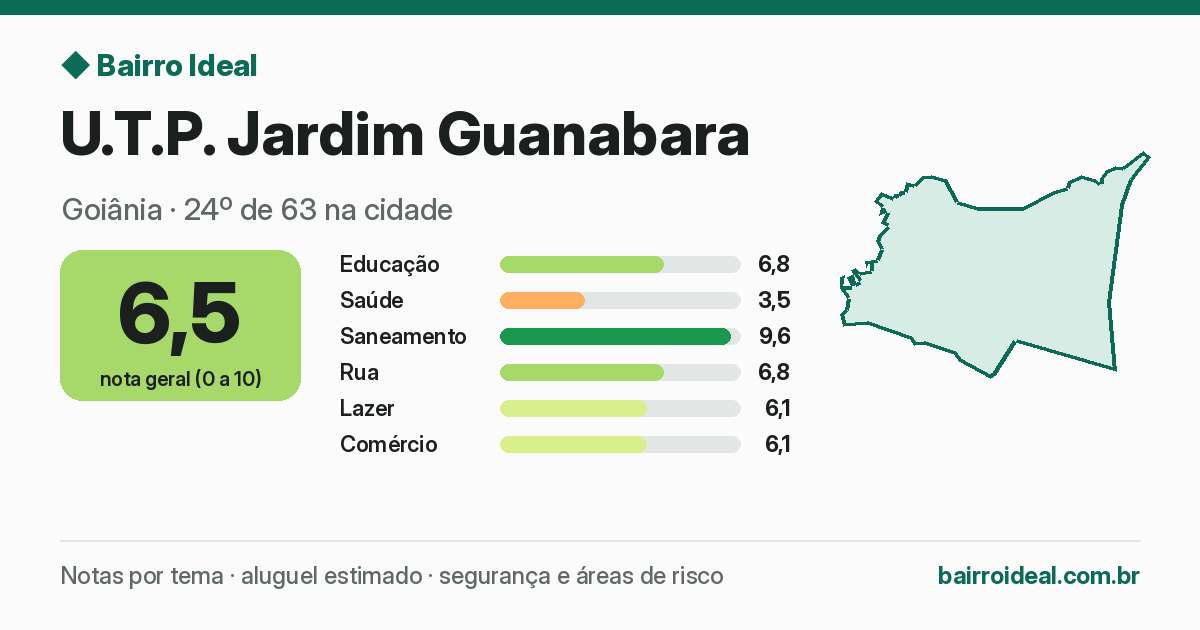 Bairro Ideal
U.T.P. Jardim Guanabara
Goiânia · 24º de 63 na cidade
6,5
nota geral (0 a 10)
Educação 6,8
Saúde 3,5
Saneamento 9,6
Rua 6,8
Lazer 6,1
Comércio 6,1
Notas por tema · aluguel estimado · segurança e áreas de risco
bairroideal.com.br